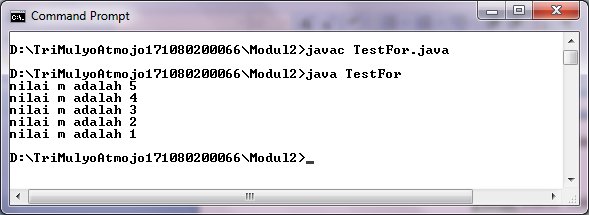 Command Prompt
D:\TriMulyoAtmojo171080200066\Modul2>javac TestFor.java
D:\TriMulyoAtmojo171080200066\Modul2>java TestFor
nilai m adalah 5
nilai m adalah 4
nilai m adalah 3
nilai m adalah 2
nilai m adalah 1
D:\TriMulyoAtmojo171080200066\Modul2>_